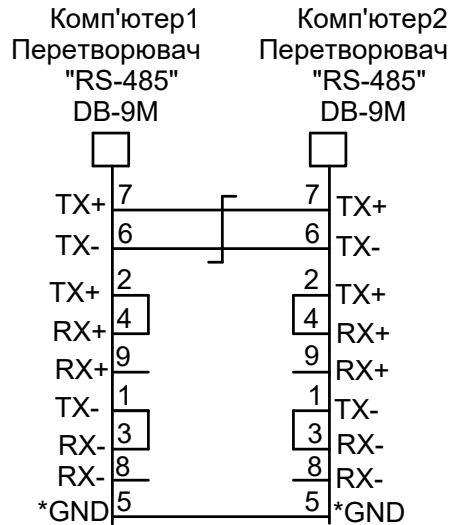 Комп'ютер1 Комп'ютер2
Перетворювач Перетворювач
"RS-485" "RS-485"
DB-9M DB-9M
TX+ 7 7 TX+
TX- 6 6 TX-
TX+ 2 2 TX+
RX+ 4 4 RX+
RX+ 9 9 RX+
TX- 1 1 TX-
RX- 3 3 RX-
RX- 8 8 RX-
*GND 5 5 *GND